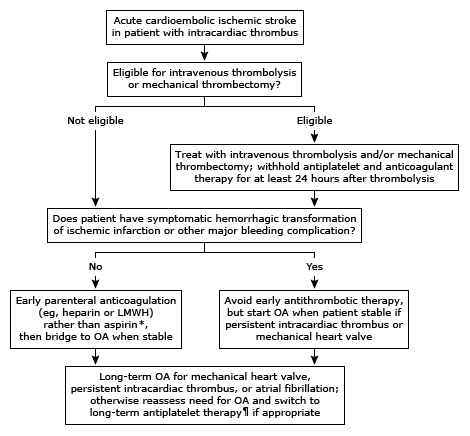 Acute cardioembolic ischemic stroke
in patient with intracardiac thrombus
Eligible for intravenous thrombolysis
or mechanical thrombectomy?
Not eligible
Eligible
Treat with intravenous thrombolysis and/or mechanical
thrombectomy; withhold antiplatelet and anticoagulant
therapy for at least 24 hours after thrombolysis
Does patient have symptomatic hemorrhagic transformation
of ischemic infarction or other major bleeding complication?
No
Yes
Early parenteral anticoagulation
(eg, heparin or LMWH)
rather than aspirin*,
then bridge to OA when stable
Avoid early antithrombotic therapy,
but start OA when patient stable if
persistent intracardiac thrombus or
mechanical heart valve
Long-term OA for mechanical heart valve,
persistent intracardiac thrombus, or atrial fibrillation;
otherwise reassess need for OA and switch to
long-term antiplatelet therapy¶ if appropriate